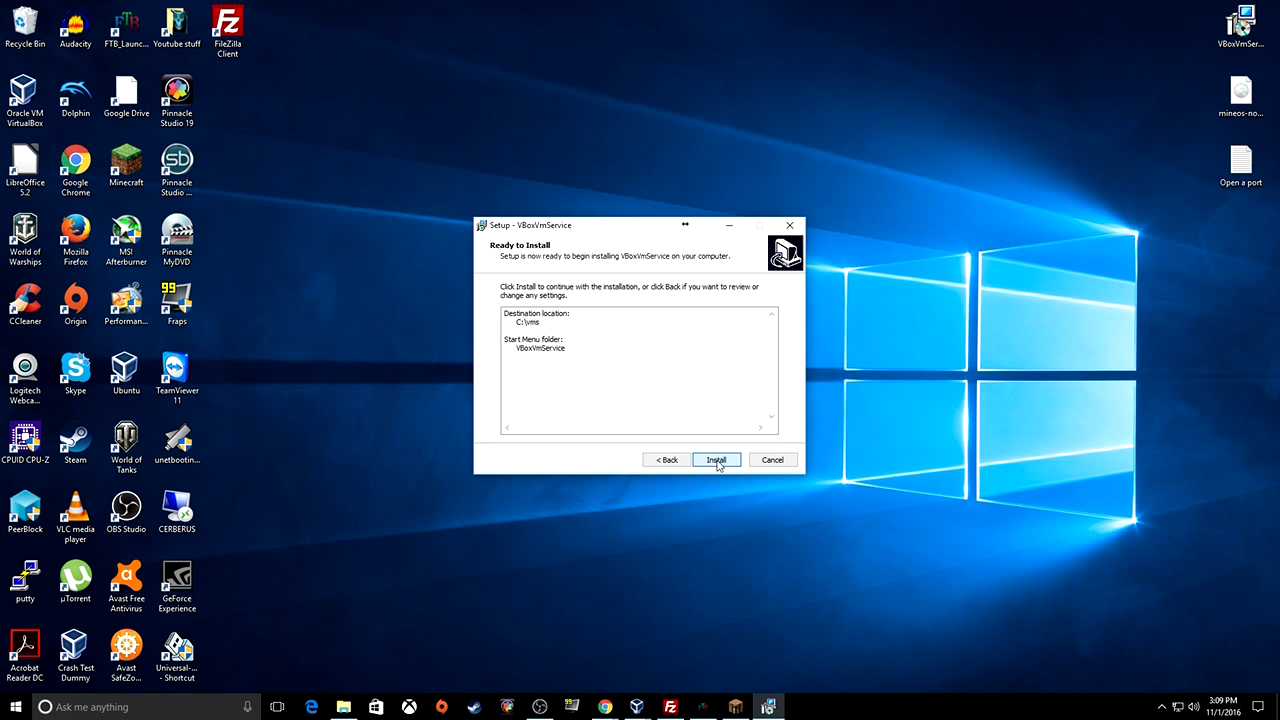 Recycle Bin
Audacity
FTB_Launc...
Youtube stuff
FileZilla
Client
VBoxVmSer...
Oracle VM
VirtualBox
Dolphin
Google Drive
Pinnacle
Studio 19
mineos-no...
LibreOffice
5.2
Google
Chrome
Minecraft
Pinnacle
Studio ...
Open a port
World of
Warships
Mozilla
Firefox
MSI
Afterburner
Pinnacle
MyDVD
Setup - VBoxVmService
Ready to Install
Setup is now ready to begin installing VBoxVmService on your computer.
Click Install to continue with the installation, or click Back if you want to review or
change any settings.
Destination location:
C:\vms
Start Menu folder:
VBoxVmService
< Back
Install
Cancel
CCleaner
Origin
Performan...
99
Fraps
Logitech
Webca...
Skype
Ubuntu
TeamViewer
11
CPUID CPU-Z
Steam
World of
Tanks
unetbootin...
PeerBlock
VLC media
player
OBS Studio
CERBERUS
putty
µTorrent
Avast Free
Antivirus
GeForce
Experience
Acrobat
Reader DC
Crash Test
Dummy
Avast
SafeZo...
Universal-...
- Shortcut
Ask me anything
99
3:09 PM
11/1/2016